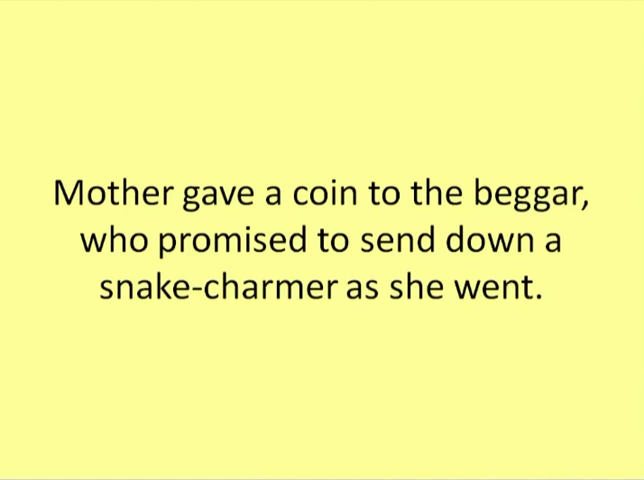 Mother gave a coin to the beggar,
who promised to send down a
snake-charmer as she went.